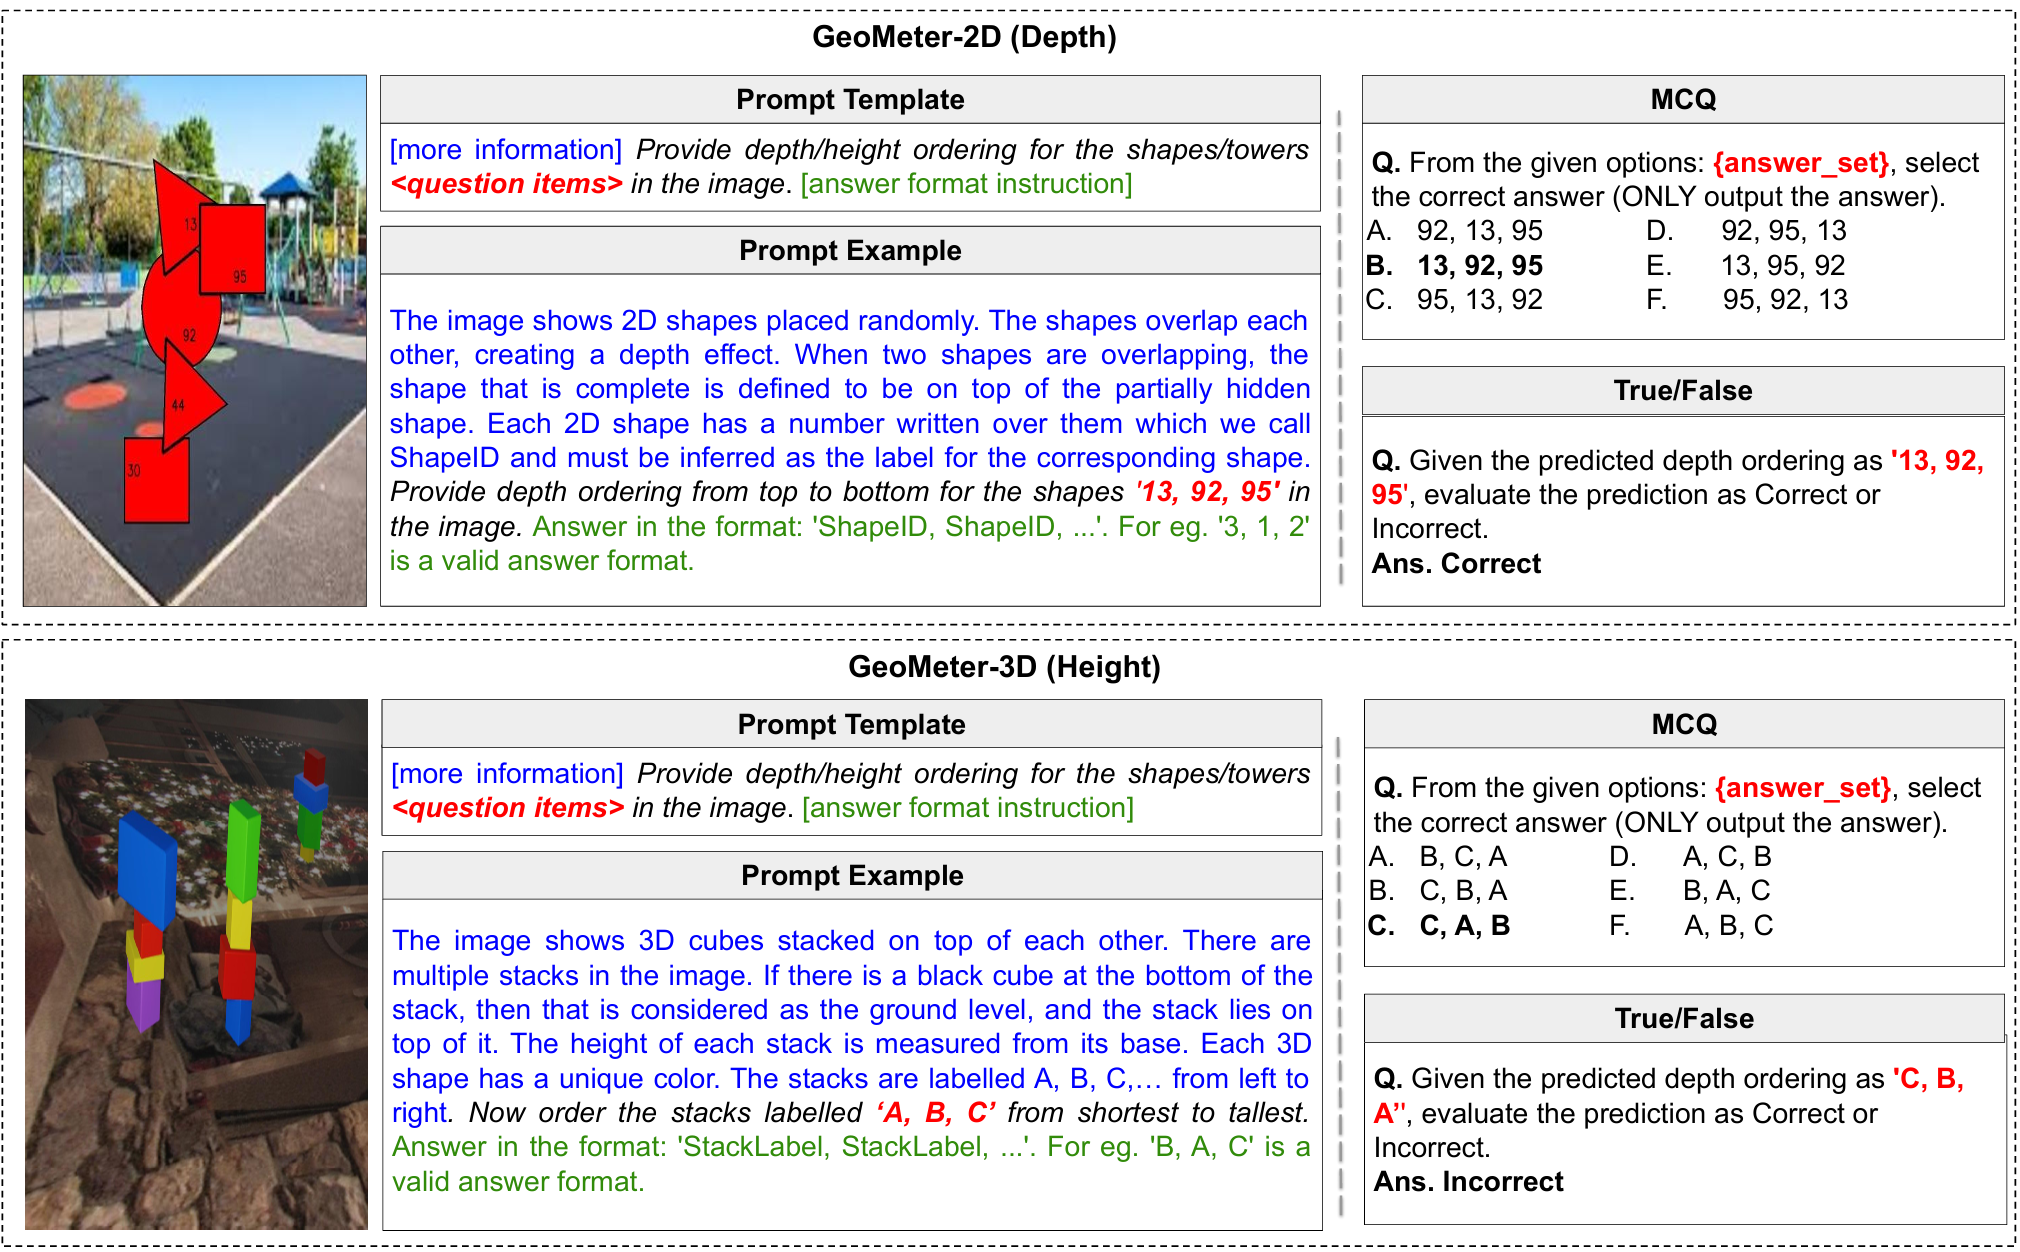 GeoMeter-2D (Depth)
13
95
92
44
30
Prompt Template
[more information] Provide depth/height ordering for the shapes/towers
<question items> in the image. [answer format instruction]
Prompt Example
The image shows 2D shapes placed randomly. The shapes overlap each
other, creating a depth effect. When two shapes are overlapping, the
shape that is complete is defined to be on top of the partially hidden
shape. Each 2D shape has a number written over them which we call
ShapeID and must be inferred as the label for the corresponding shape.
Provide depth ordering from top to bottom for the shapes '13, 92, 95' in
the image. Answer in the format: 'ShapeID, ShapeID, ...'. For eg. '3, 1, 2'
is a valid answer format.
MCQ
Q. From the given options: {answer_set}, select
the correct answer (ONLY output the answer).
A. 92, 13, 95 D. 92, 95, 13
B. 13, 92, 95 E. 13, 95, 92
C. 95, 13, 92 F. 95, 92, 13
True/False
Q. Given the predicted depth ordering as '13, 92,
95', evaluate the prediction as Correct or
Incorrect.
Ans. Correct
GeoMeter-3D (Height)
Prompt Template
[more information] Provide depth/height ordering for the shapes/towers
<question items> in the image. [answer format instruction]
Prompt Example
The image shows 3D cubes stacked on top of each other. There are
multiple stacks in the image. If there is a black cube at the bottom of the
stack, then that is considered as the ground level, and the stack lies on
top of it. The height of each stack is measured from its base. Each 3D
shape has a unique color. The stacks are labelled A, B, C,… from left to
right. Now order the stacks labelled ‘A, B, C’ from shortest to tallest.
Answer in the format: 'StackLabel, StackLabel, ...'. For eg. 'B, A, C' is a
valid answer format.
MCQ
Q. From the given options: {answer_set}, select
the correct answer (ONLY output the answer).
A. B, C, A D. A, C, B
B. C, B, A E. B, A, C
C. C, A, B F. A, B, C
True/False
Q. Given the predicted depth ordering as 'C, B,
A'', evaluate the prediction as Correct or
Incorrect.
Ans. Incorrect